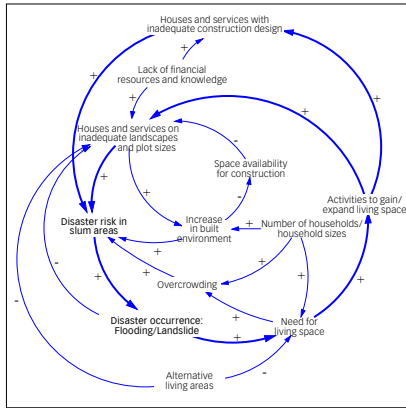 Houses and services with
inadequate construction design
+
+
Lack of financial
resources and knowledge
+
+
+
Houses and services on
inadequate landscapes
and plot sizes
-
Space availability
for construction
+
+
-
Activities to gain/
expand living space
Disaster risk in
slum areas
Increase
in built
environment
+
Number of households/
household sizes
+
+
-
+
+
+
+
Overcrowding
-
Disaster occurrence:
Flooding/Landslide
+
+
Need for
living space
Alternative
living areas
-